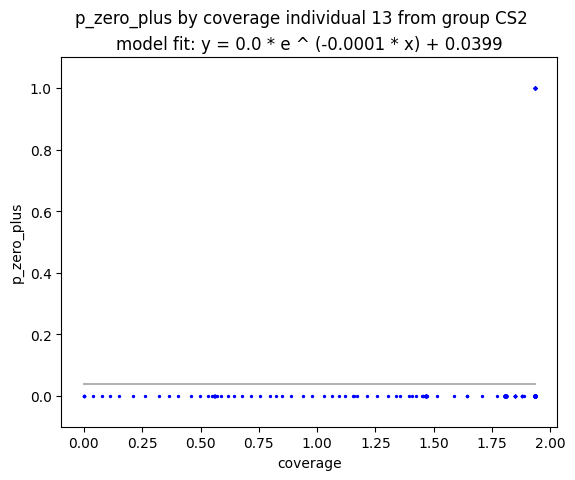 p_zero_plus by coverage individual 13 from group CS2
model fit: y = 0.0 * e ^ (-0.0001 * x) + 0.0399
1.0
0.8
0.6
0.4
0.2
0.0
p_zero_plus
0.00 0.25 0.50 0.75 1.00 1.25 1.50 1.75 2.00
coverage